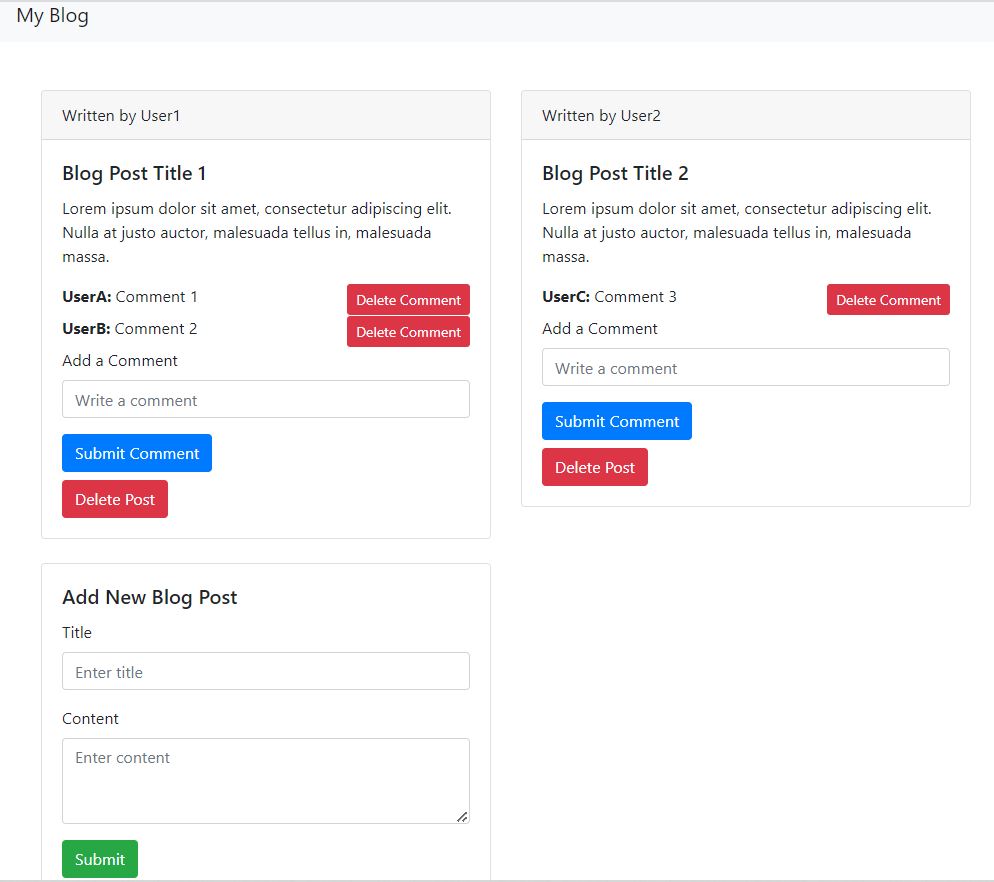 My Blog
Written by User1
Blog Post Title 1
Lorem ipsum dolor sit amet, consectetur adipiscing elit.
Nulla at justo auctor, malesuada tellus in, malesuada
massa.
UserA: Comment 1 Delete Comment
UserB: Comment 2 Delete Comment
Add a Comment
Write a comment
Submit Comment
Delete Post
Written by User2
Blog Post Title 2
Lorem ipsum dolor sit amet, consectetur adipiscing elit.
Nulla at justo auctor, malesuada tellus in, malesuada
massa.
UserC: Comment 3 Delete Comment
Add a Comment
Write a comment
Submit Comment
Delete Post
Add New Blog Post
Title
Enter title
Content
Enter content
Submit